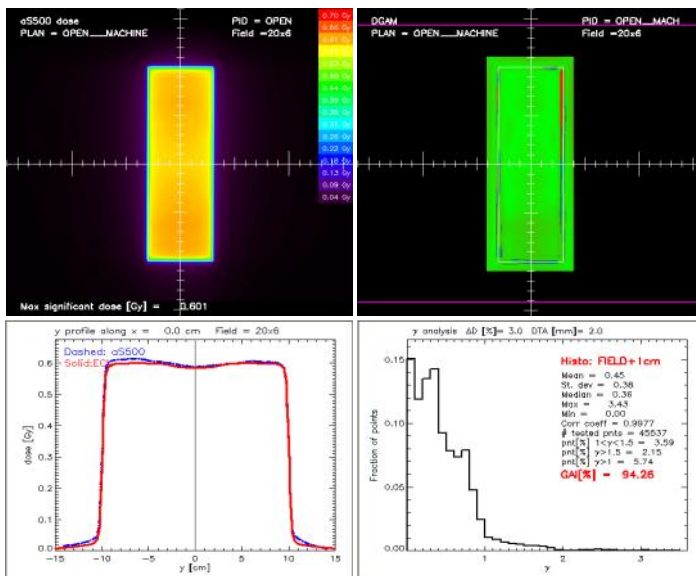 aS500 dose
PID = OPEN
PLAN = OPEN__MACHINE
Field =20x6
0.70 Gy
0.66 Gy
0.61 Gy
0.57 Gy
0.53 Gy
0.48 Gy
0.44 Gy
0.39 Gy
0.35 Gy
0.31 Gy
0.26 Gy
0.22 Gy
0.18 Gy
0.13 Gy
0.09 Gy
0.04 Gy
Max significant dose [Gy] = 0.601
DGAM
PID = OPEN__MACH
PLAN = OPEN__MACHINE
Field =20x6
y profile along x = 0.0 cm Field = 20x6
Dashed: aS500
Solid:EC
dose [Gy]
0.6
0.5
0.4
0.3
0.2
0.1
0.0
-15 -10 -5 0 5 10 15
y [cm]
γ analysis ΔD [%]= 3.0 DTA [mm]= 2.0
Histo: FIELD+1cm
Mean = 0.45
St. dev = 0.38
Median = 0.36
Max = 3.43
Min = 0.00
Corr coeff = 0.9977
# tested pnts = 45537
pnt[%] 1<γ<1.5 = 3.59
pnt[%] γ>1.5 = 2.15
pnt[%] γ>1 = 5.74
GAI[%] = 94.26
Fraction of points
0.15
0.10
0.05
0.00
1 2 3
γ